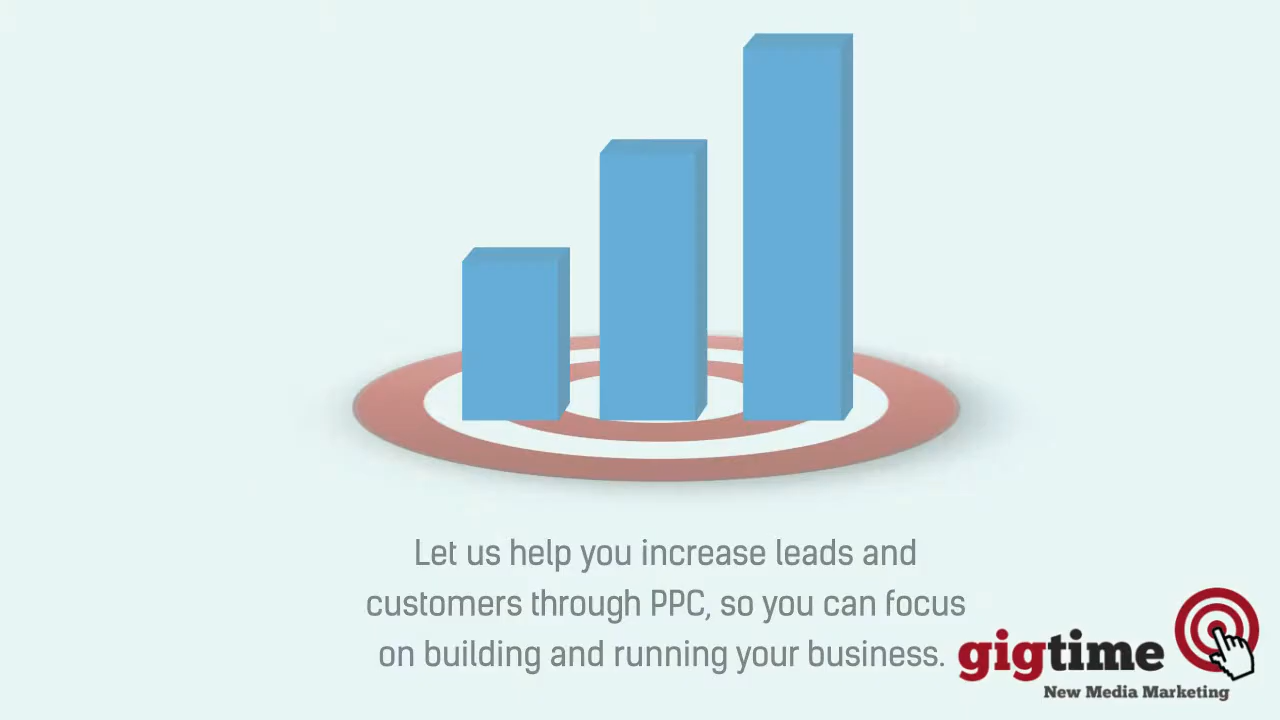 Let us help you increase leads and
customers through PPC, so you can focus
on building and running your business.
gigtime
New Media Marketing